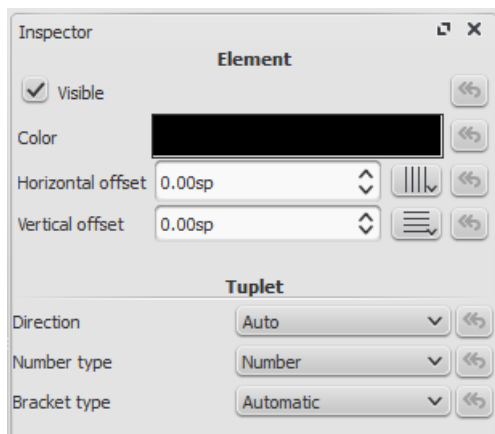 Inspector
Element
Visible
Color
Horizontal offset 0.00sp
Vertical offset 0.00sp
Tuplet
Direction Auto
Number type Number
Bracket type Automatic